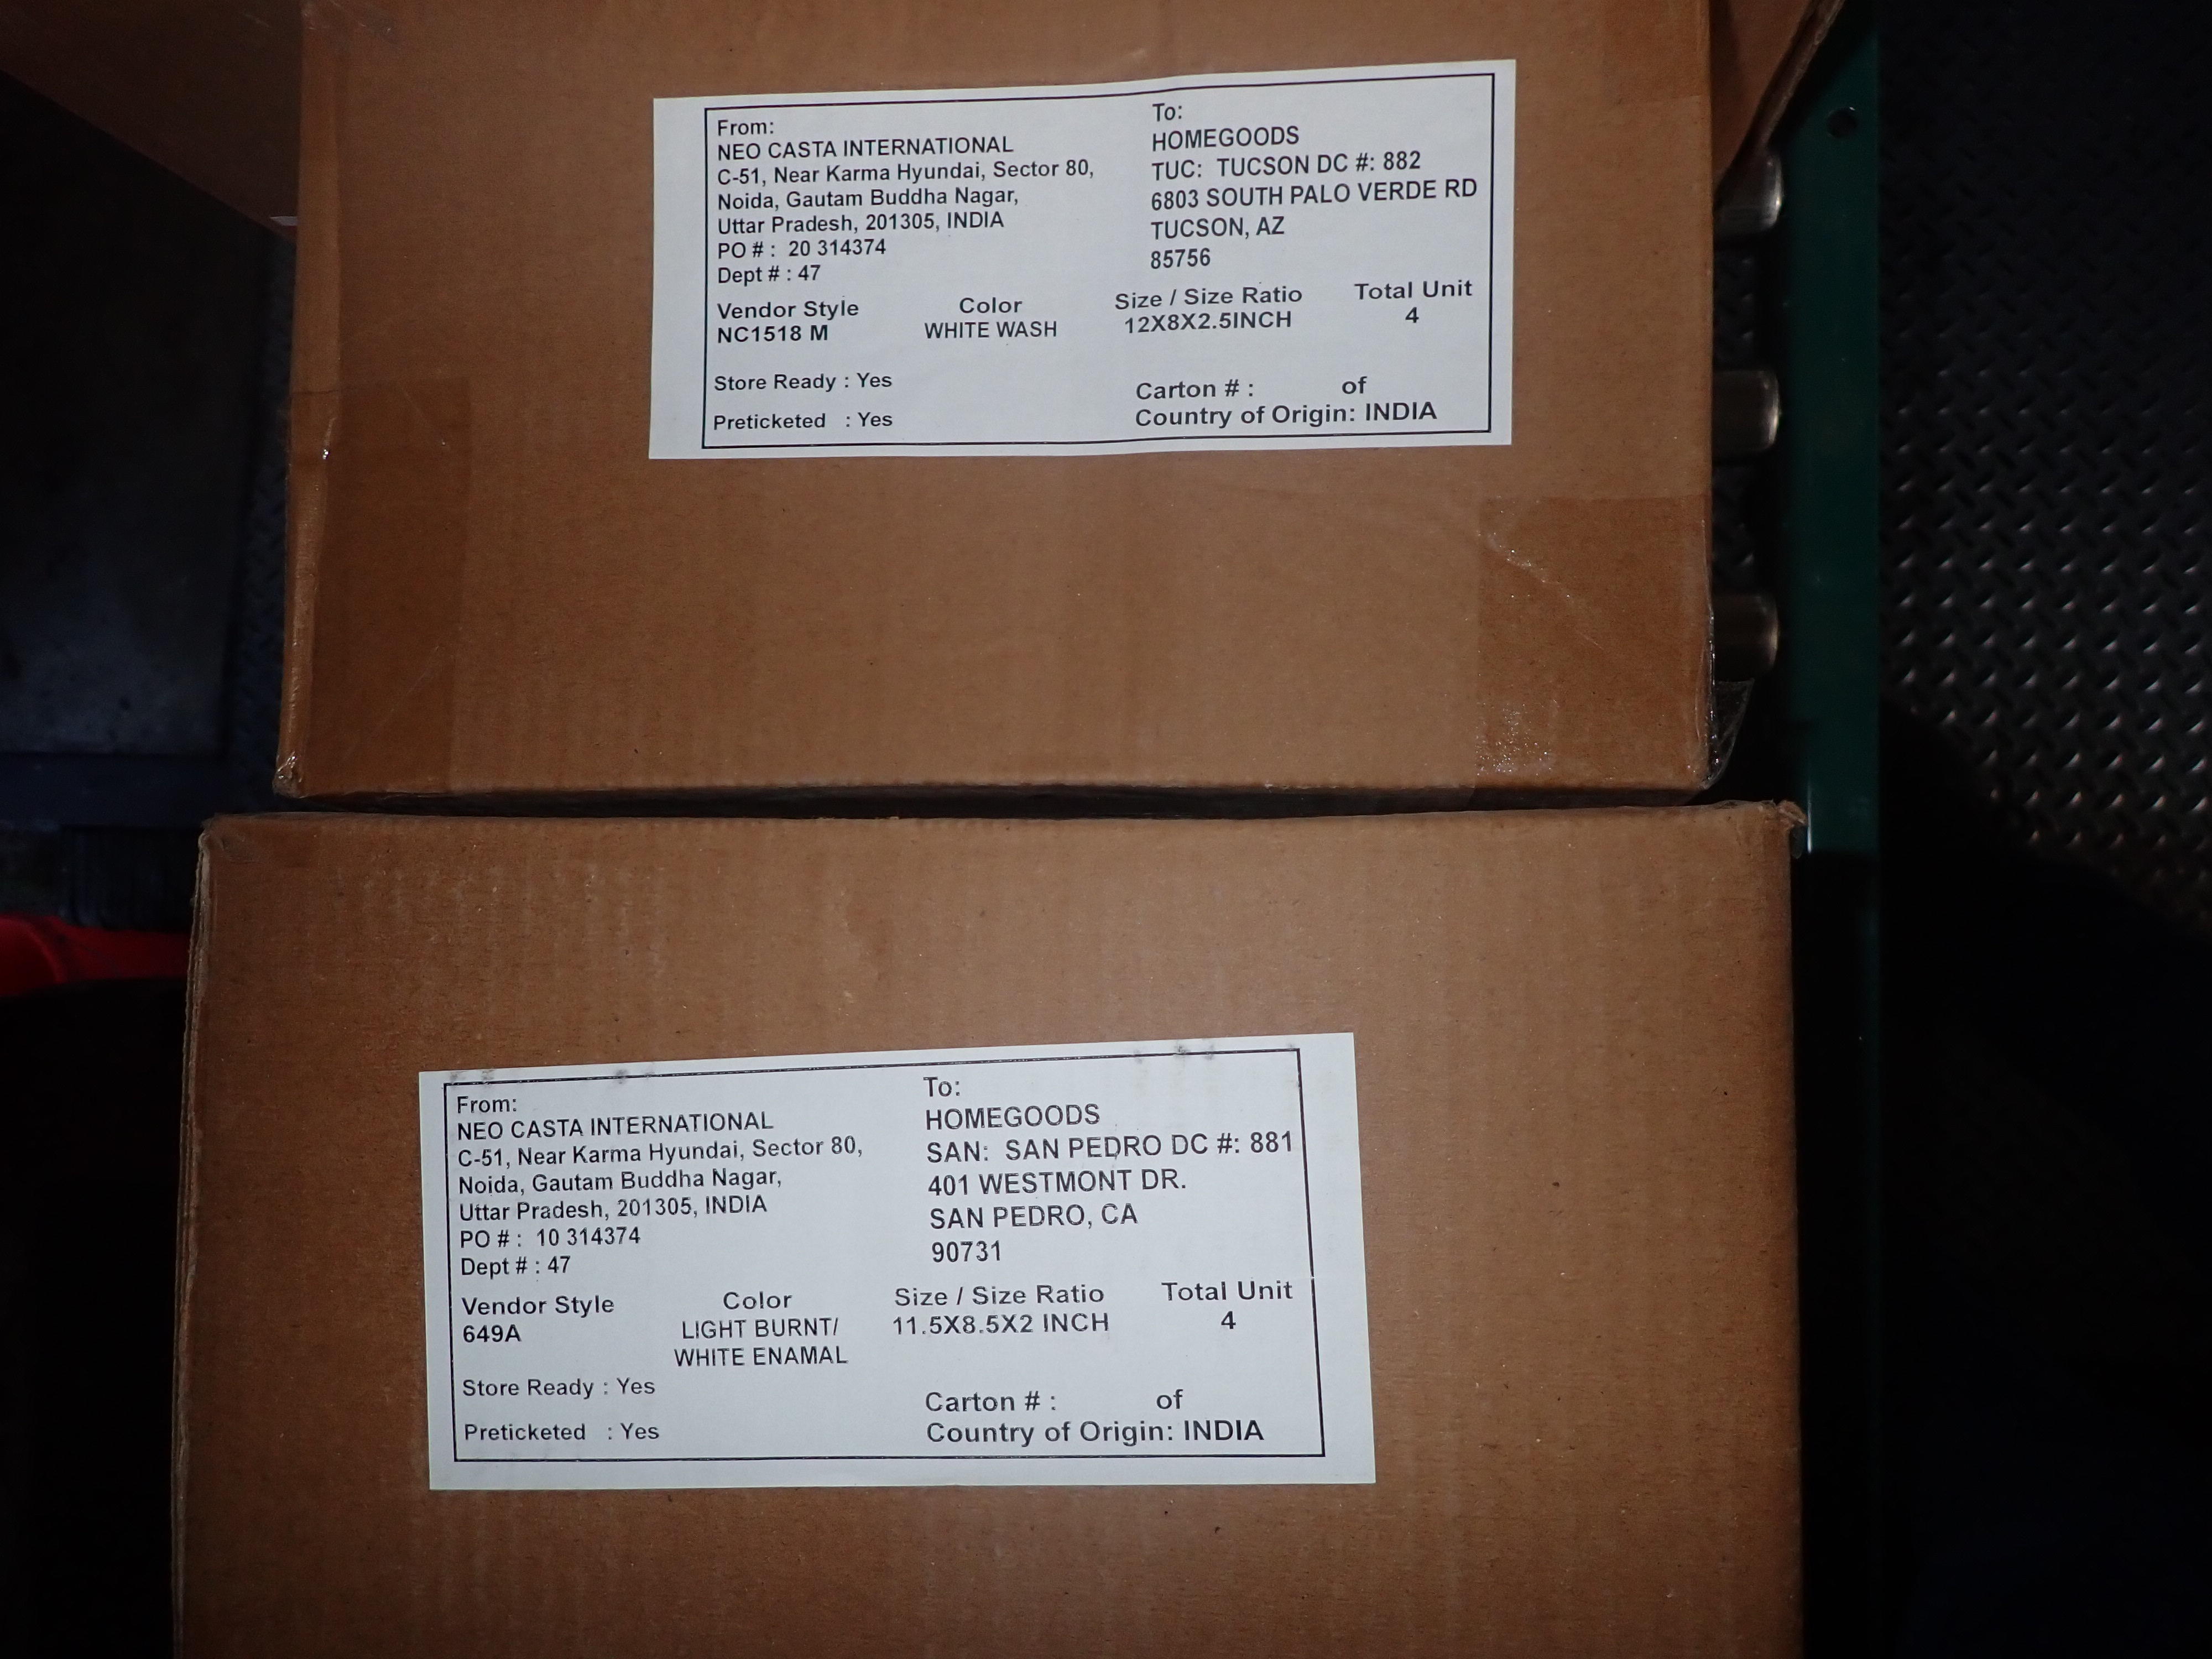 From:
NEO CASTA INTERNATIONAL
C-51, Near Karma Hyundai, Sector 80,
Noida, Gautam Buddha Nagar,
Uttar Pradesh, 201305, INDIA
PO # : 20 314374
Dept # : 47
To:
HOMEGOODS
TUC: TUCSON DC #: 882
6803 SOUTH PALO VERDE RD
TUCSON, AZ
85756
Vendor Style Color Size / Size Ratio Total Unit
NC1518 M WHITE WASH 12X8X2.5INCH 4
Store Ready : Yes
Preticketed : Yes
Carton # : of
Country of Origin: INDIA
From:
NEO CASTA INTERNATIONAL
C-51, Near Karma Hyundai, Sector 80,
Noida, Gautam Buddha Nagar,
Uttar Pradesh, 201305, INDIA
PO # : 10 314374
Dept # : 47
To:
HOMEGOODS
SAN: SAN PEDRO DC #: 881
401 WESTMONT DR.
SAN PEDRO, CA
90731
Vendor Style Color Size / Size Ratio Total Unit
649A LIGHT BURNT/ 11.5X8.5X2 INCH 4
WHITE ENAMAL
Store Ready : Yes
Preticketed : Yes
Carton # : of
Country of Origin: INDIA